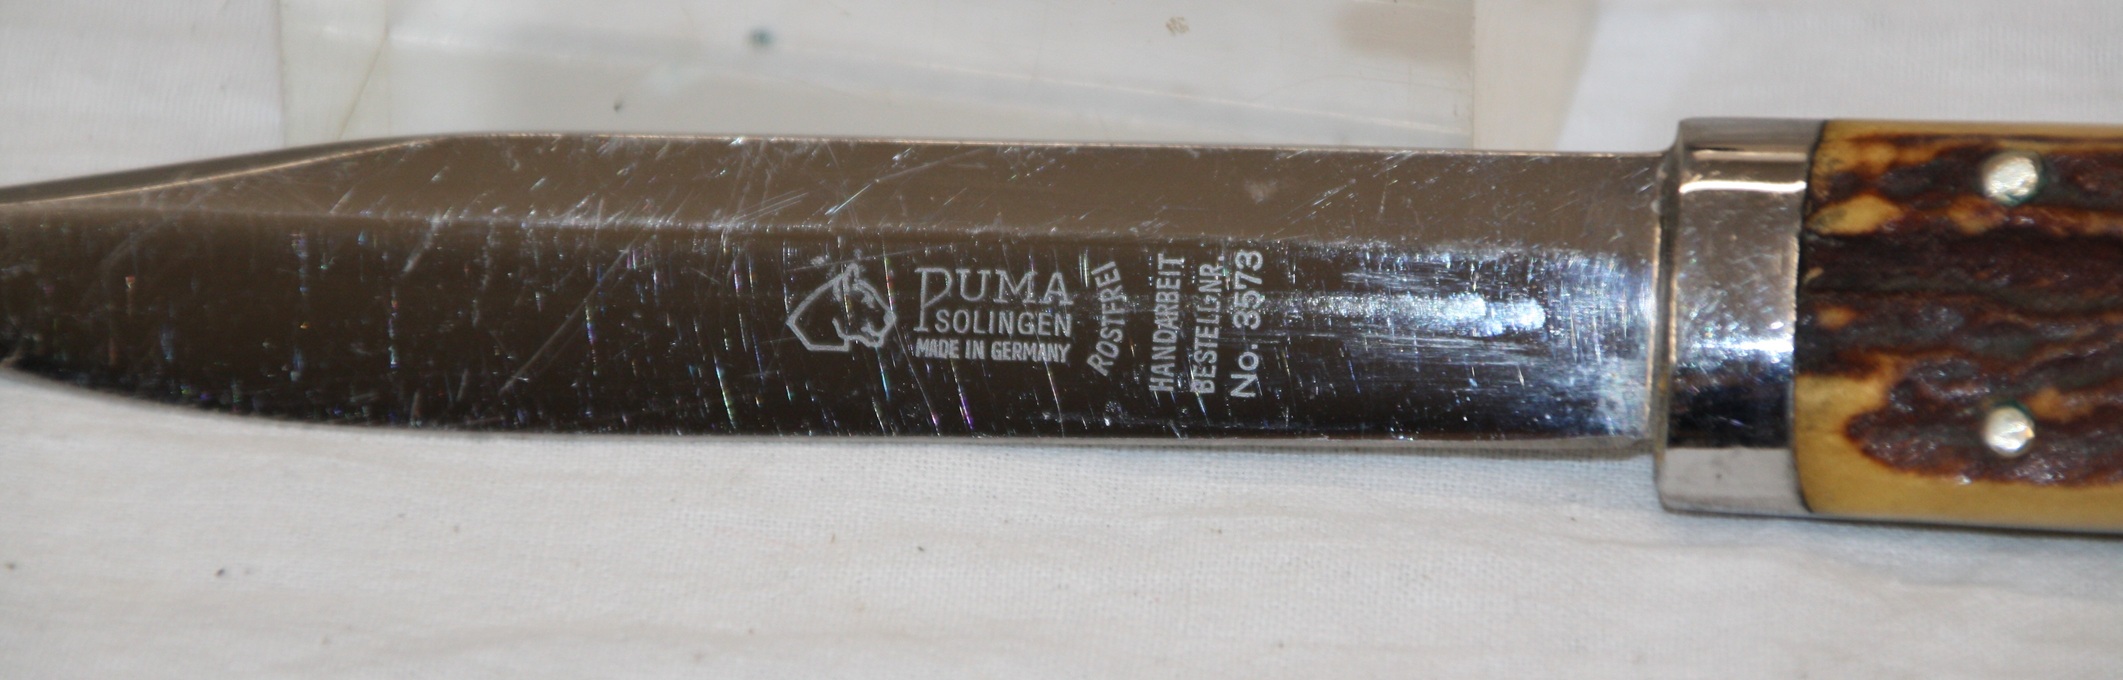 PUMA
SOLINGEN
MADE IN GERMANY
ROSTFREI
HANDARBEIT
BESTELL-NR.
No. 3573